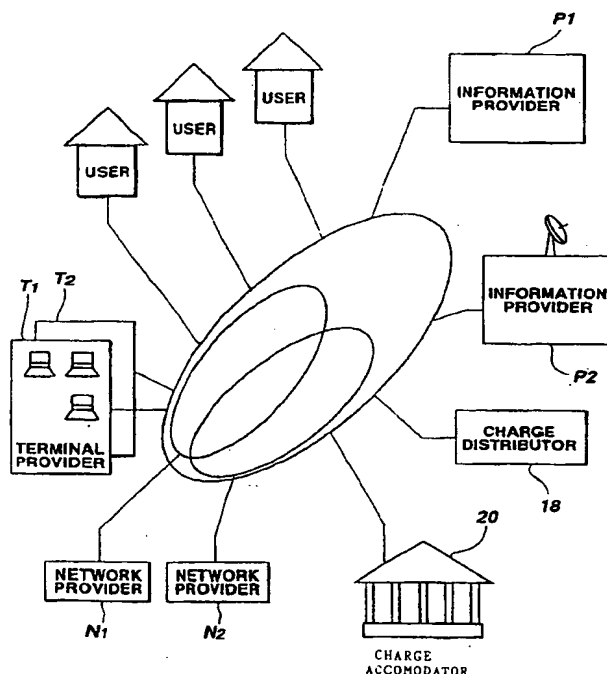 P1
USER
USER
USER
INFORMATION
PROVIDER
T1
T2
INFORMATION
PROVIDER
P2
TERMINAL
PROVIDER
CHARGE
DISTRIBUTOR
18
20
NETWORK
PROVIDER
NETWORK
PROVIDER
N1
N2
CHARGE
ACCOMODATOR